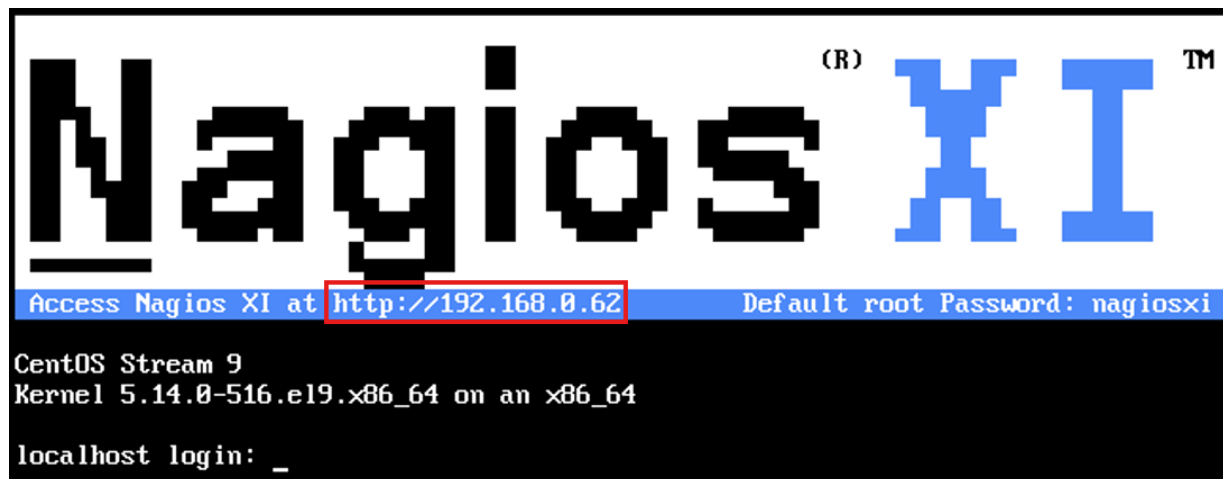 Nagios (R) XI ™
Access Nagios XI at http://192.168.0.62 Default root Password: nagiosxi
CentOS Stream 9
Kernel 5.14.0-516.el9.x86_64 on an x86_64
localhost login: _